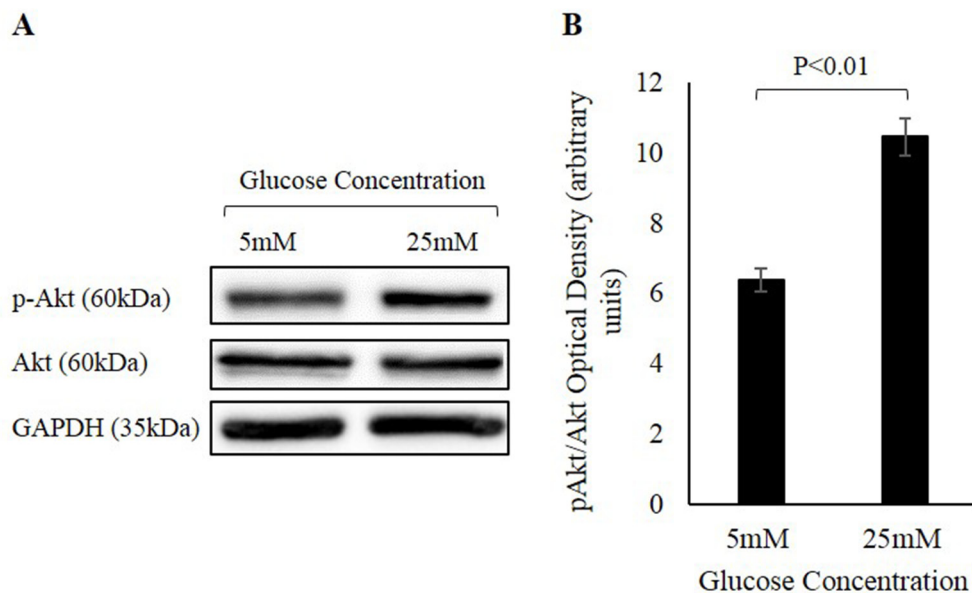 A
Glucose Concentration
5mM 25mM
p-Akt (60kDa)
Akt (60kDa)
GAPDH (35kDa)
B
P<0.01
pAkt/Akt Optical Density (arbitrary
units)
12
10
8
6
4
2
0
5mM 25mM
Glucose Concentration